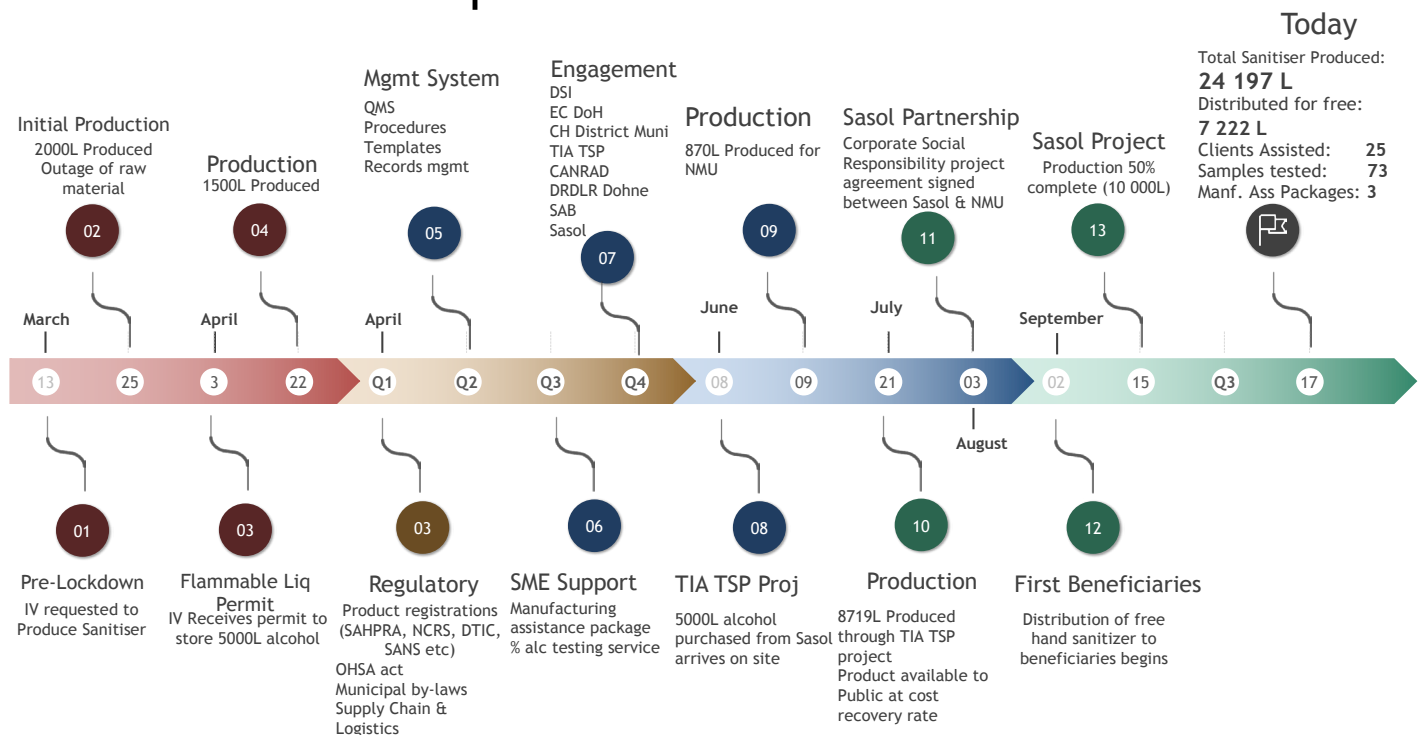 Today
Total Sanitiser Produced:
24 197 L
Distributed for free:
7 222 L
Clients Assisted: 25
Samples tested: 73
Manf. Ass Packages: 3
Initial Production
2000L Produced
Outage of raw
material
02
Production
1500L Produced
04
Mgmt System
QMS
Procedures
Templates
Records mgmt
05
Engagement
DSI
EC DoH
CH District Muni
TIA TSP
CANRAD
DRDLR Dohne
SAB
Sasol
07
Production
870L Produced for
NMU
09
Sasol Partnership
Corporate Social
Responsibility project
agreement signed
between Sasol & NMU
11
Sasol Project
Production 50%
complete (10 000L)
13
March
April
April
June
July
September
13
25
3
22
Q1
Q2
Q3
Q4
08
09
21
03
02
15
Q3
17
August
01
Pre-Lockdown
IV requested to
Produce Sanitiser
03
Flammable Liq
Permit
IV Receives permit to
store 5000L alcohol
03
Regulatory
Product registrations
(SAHPRA, NCRS, DTIC,
SANS etc)
OHSA act
Municipal by-laws
Supply Chain &
Logistics
06
SME Support
Manufacturing
assistance package
% alc testing service
08
TIA TSP Proj
5000L alcohol
purchased from Sasol
arrives on site
10
Production
8719L Produced
through TIA TSP
project
Product available to
Public at cost
recovery rate
12
First Beneficiaries
Distribution of free
hand sanitizer to
beneficiaries begins